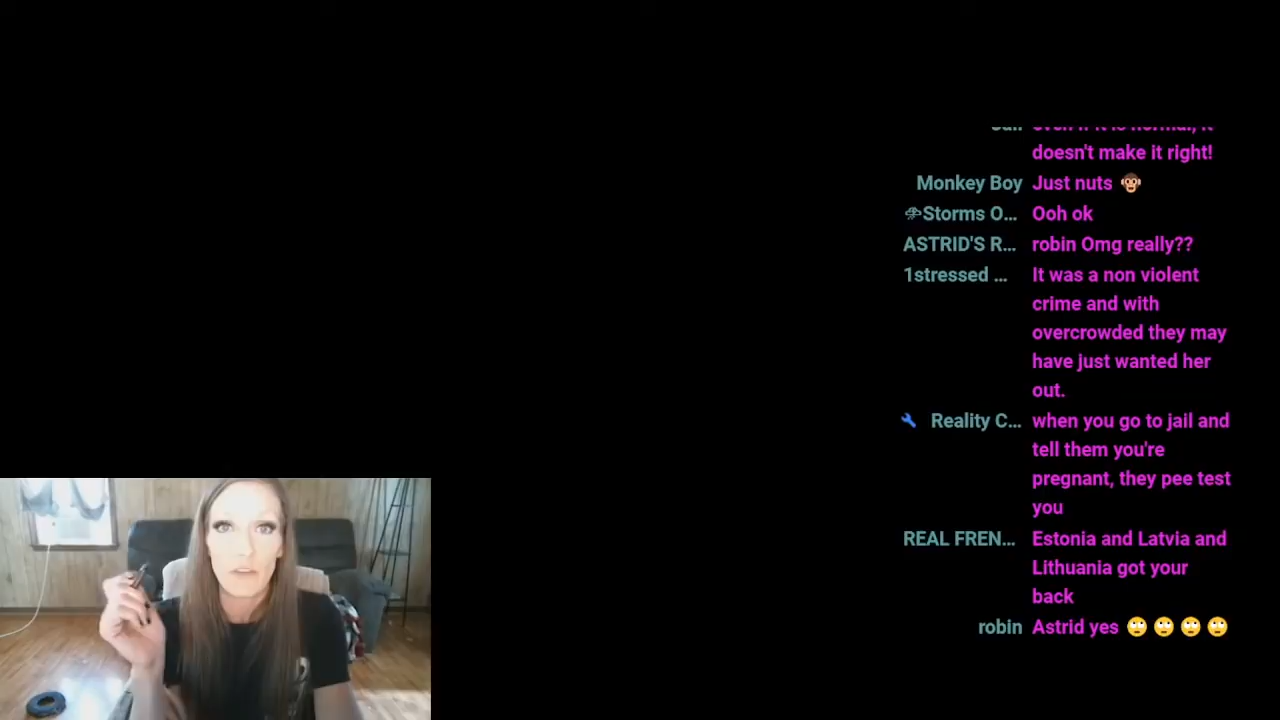 doesn't make it right!
Monkey Boy Just nuts 🐵
⛈Storms O... Ooh ok
ASTRID'S R... robin Omg really??
1stressed ... It was a non violent
crime and with
overcrowded they may
have just wanted her
out.
Reality C... when you go to jail and
tell them you're
pregnant, they pee test
you
REAL FREN... Estonia and Latvia and
Lithuania got your
back
robin Astrid yes 🙄 🙄 🙄 🙄